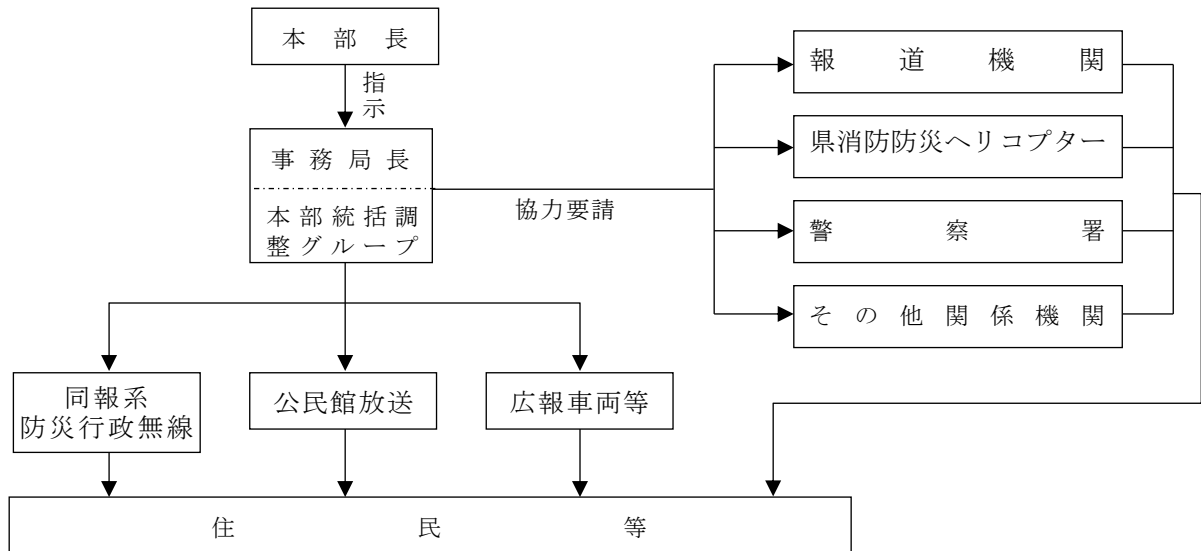 本部長
指示
事務局長
本部統括調
整グループ
協力要請
報道機関
県消防防災ヘリコプター
警察署
その他関係機関
同報系
防災行政無線
公民館放送
広報車両等
住民等